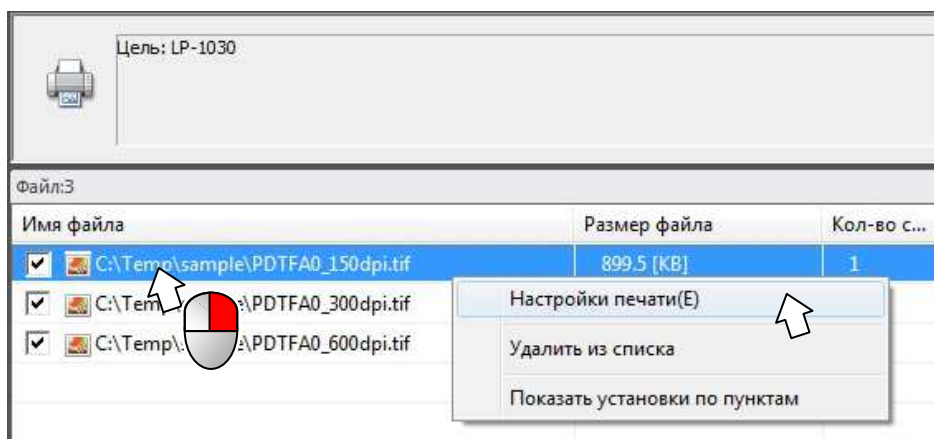 Цель: LP-1030
Файл:3
Имя файла Размер файла Кол-во с...
C:\Temp\sample\PDTFA0_150dpi.tif 899.5 [KB] 1
C:\Tem :\PDTFA0_300dpi.tif
C:\Temp\ :\PDTFA0_600dpi.tif
Настройки печати(E)
Удалить из списка
Показать установки по пунктам